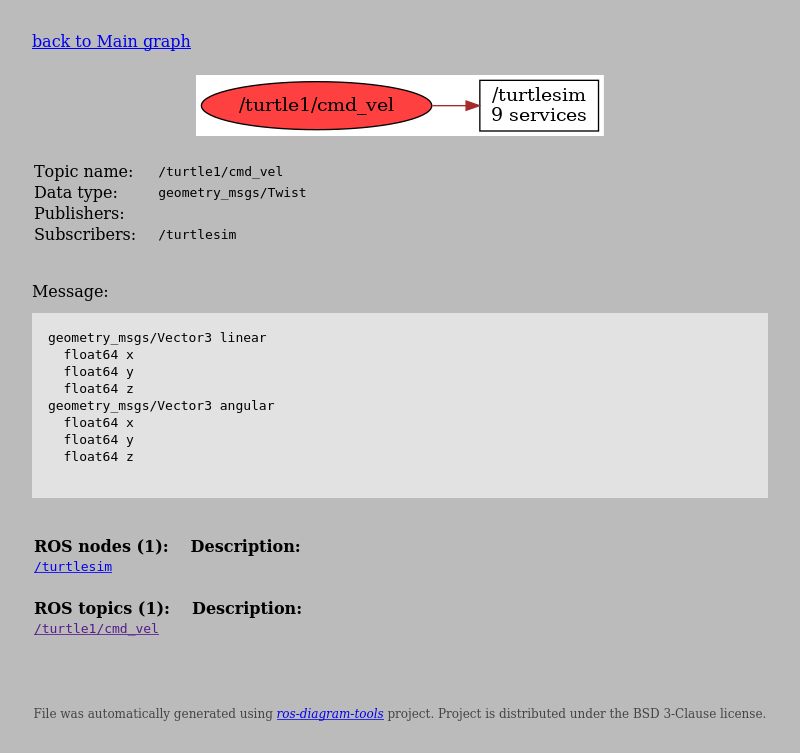 back to Main graph
/turtle1/cmd_vel
/turtlesim
9 services
Topic name: /turtle1/cmd_vel
Data type: geometry_msgs/Twist
Publishers:
Subscribers: /turtlesim
Message:
geometry_msgs/Vector3 linear
  float64 x
  float64 y
  float64 z
geometry_msgs/Vector3 angular
  float64 x
  float64 y
  float64 z
ROS nodes (1): Description:
/turtlesim
ROS topics (1): Description:
/turtle1/cmd_vel
File was automatically generated using ros-diagram-tools project. Project is distributed under the BSD 3-Clause license.